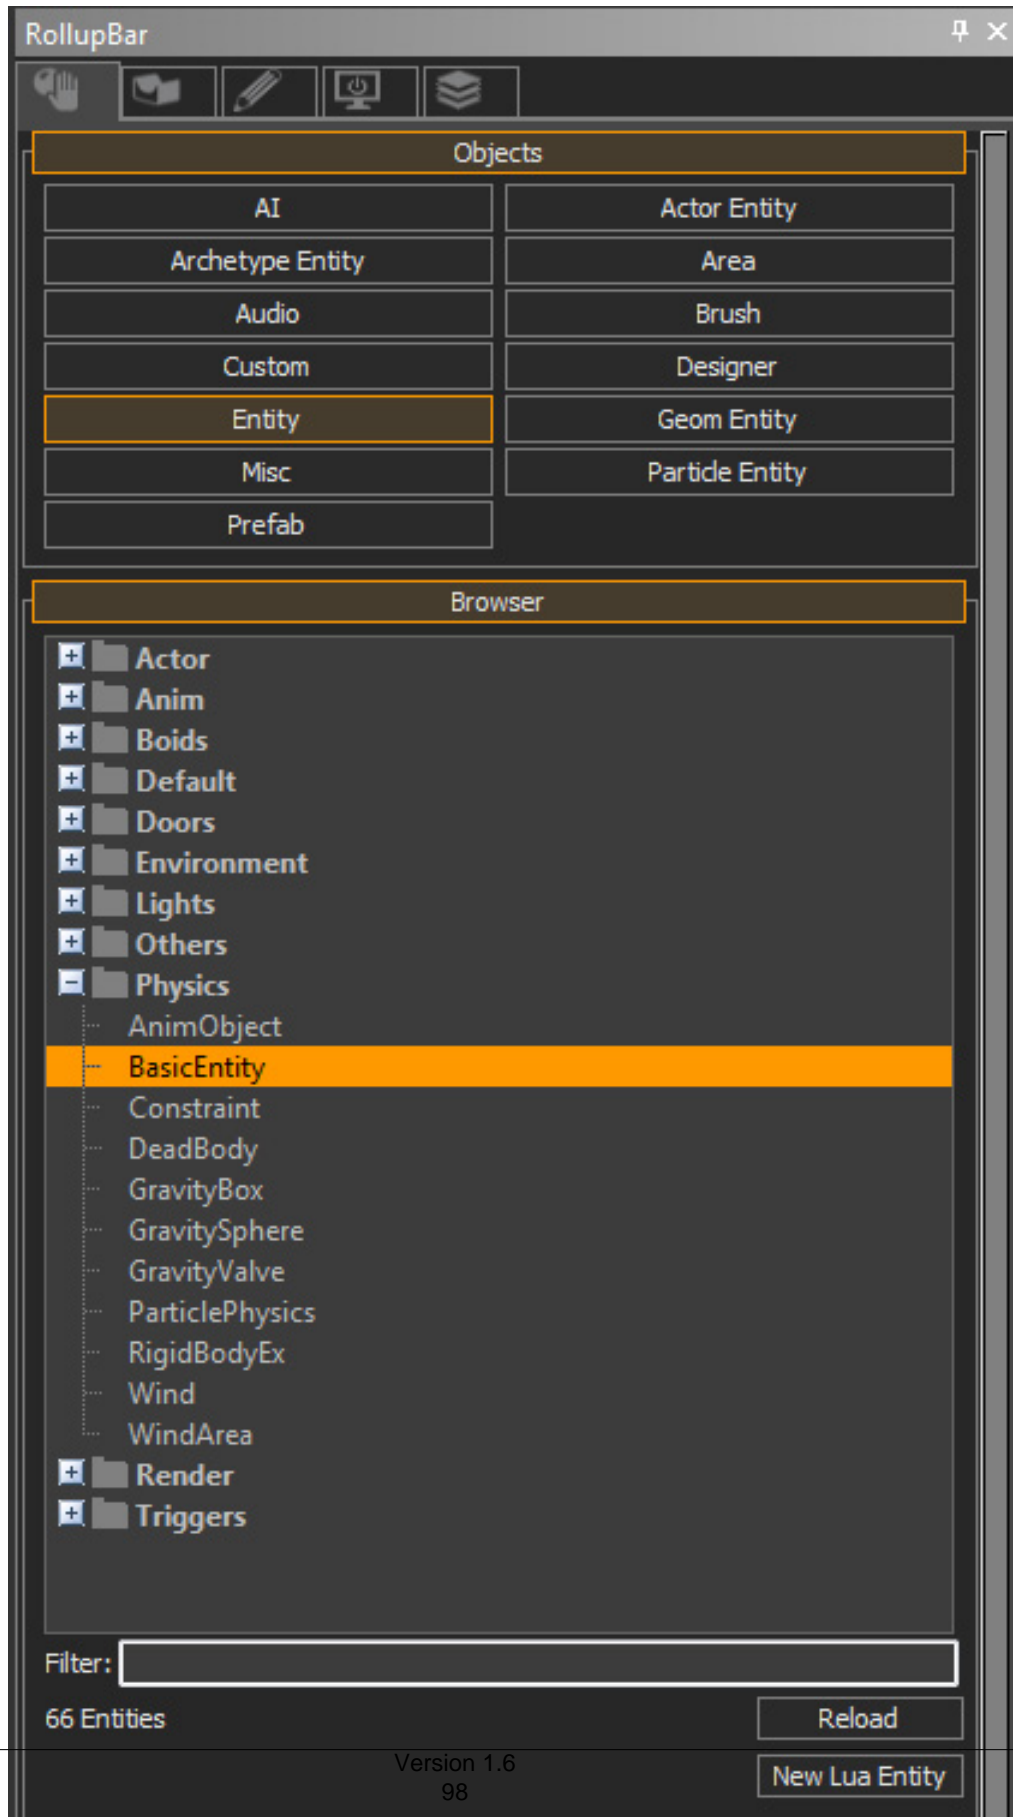 RollupBar
Objects
AI
Actor Entity
Archetype Entity
Area
Audio
Brush
Custom
Designer
Entity
Geom Entity
Misc
Particle Entity
Prefab
Browser
Actor
Anim
Boids
Default
Doors
Environment
Lights
Others
Physics
AnimObject
BasicEntity
Constraint
DeadBody
GravityBox
GravitySphere
GravityValve
ParticlePhysics
RigidBodyEx
Wind
WindArea
Render
Triggers
Filter:
66 Entities
Reload
Version 1.6
New Lua Entity
98